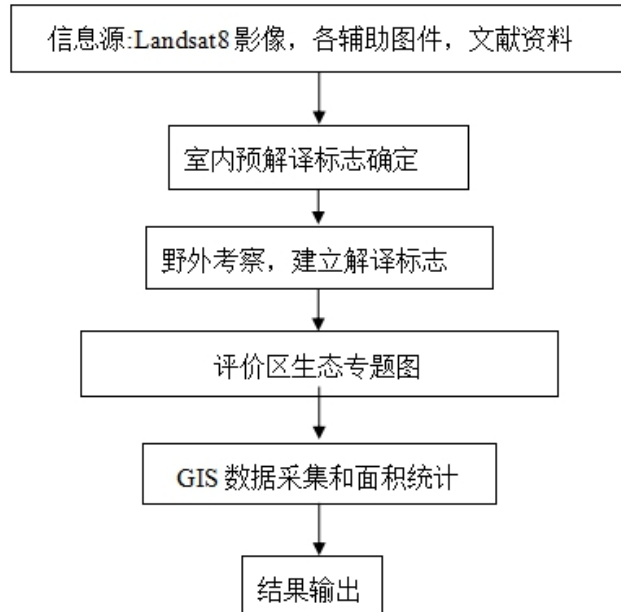 信息源:Landsat8影像，各辅助图件，文献资料
室内预解译标志确定
野外考察，建立解译标志
评价区生态专题图
GIS 数据采集和面积统计
结果输出